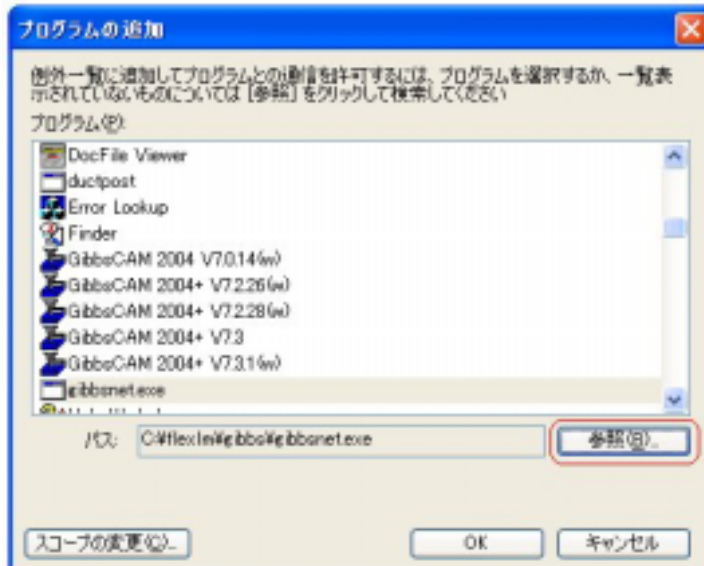 プログラムの追加
例外一覧に追加してプログラムとの通信を許可するには、プログラムを選択するか、一覧表
示されていないものについては [参照] をクリックして検索してください
プログラム(P):
DocFile Viewer
ductpost
Error Lookup
Finder
GibbsCAM 2004 V7.0.14(w)
GibbsCAM 2004+ V7.2.26(w)
GibbsCAM 2004+ V7.2.28(w)
GibbsCAM 2004+ V7.3
GibbsCAM 2004+ V7.3.1(w)
gibbsnet.exe
パス: C:¥flexlm¥gibbs¥gibbsnet.exe 参照(B)...
スコープの変更(C)... OK キャンセル